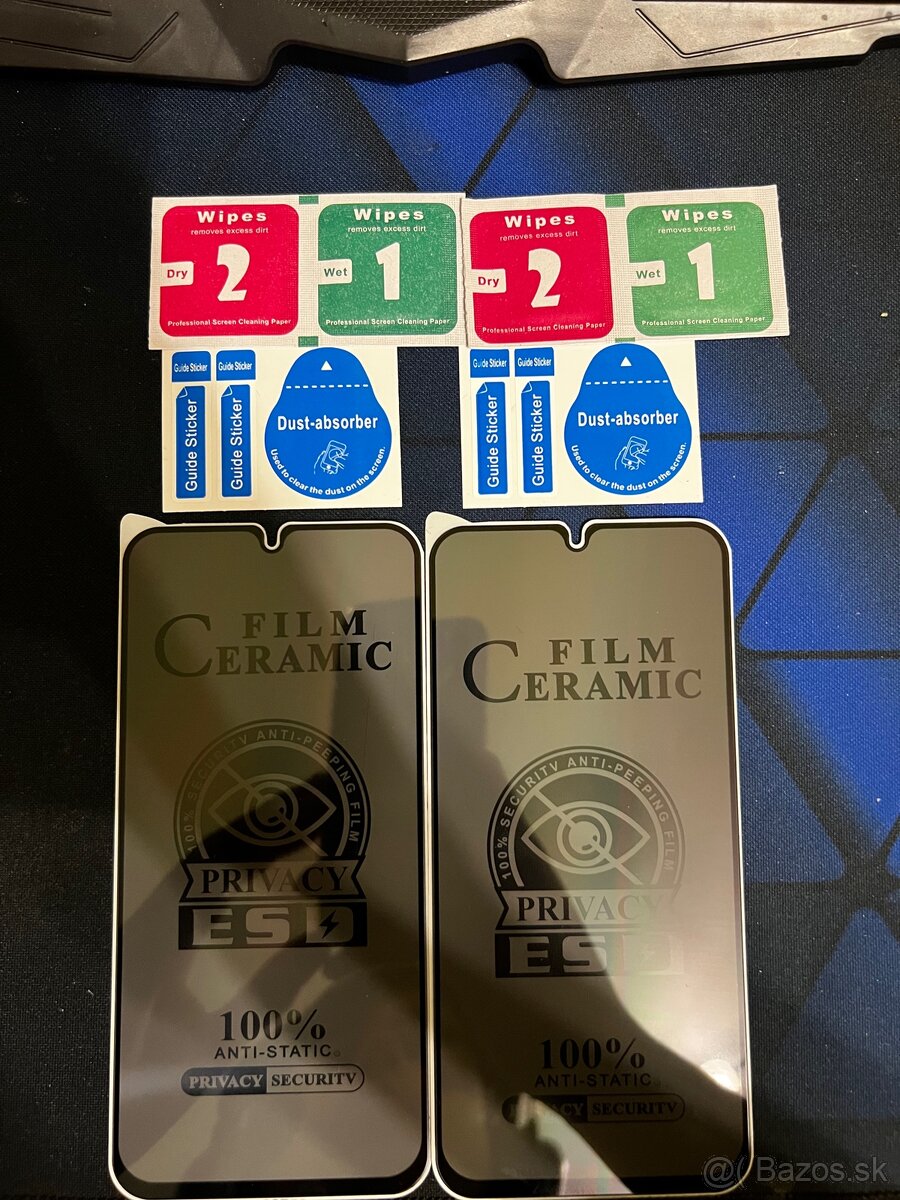 Wipes
removes excess dirt
Dry
2
Professional Screen Cleaning Paper
Wipes
removes excess dirt
Wet
1
Professional Screen Cleaning Paper
Wipes
removes excess dirt
Dry
2
Professional Screen Cleaning Paper
Wipes
removes excess dirt
Wet
1
Professional Screen Cleaning Paper
Guide Sticker
Guide Sticker
Guide Sticker
Guide Sticker
Dust-absorber
Used to clear the dust on the screen.
Guide Sticker
Guide Sticker
Guide Sticker
Guide Sticker
Dust-absorber
Used to clear the dust on the screen.
FILM
CERAMIC
100% SECURITV ANTI-PEEPING FILM
PRIVACY
ESD
100%
ANTI-STATIC
PRIVACY SECURITV
FILM
CERAMIC
100% SECURITV ANTI-PEEPING FILM
PRIVACY
ESD
100%
ANTI-STATIC
PRIVACY SECURITV
@( Bazos.sk